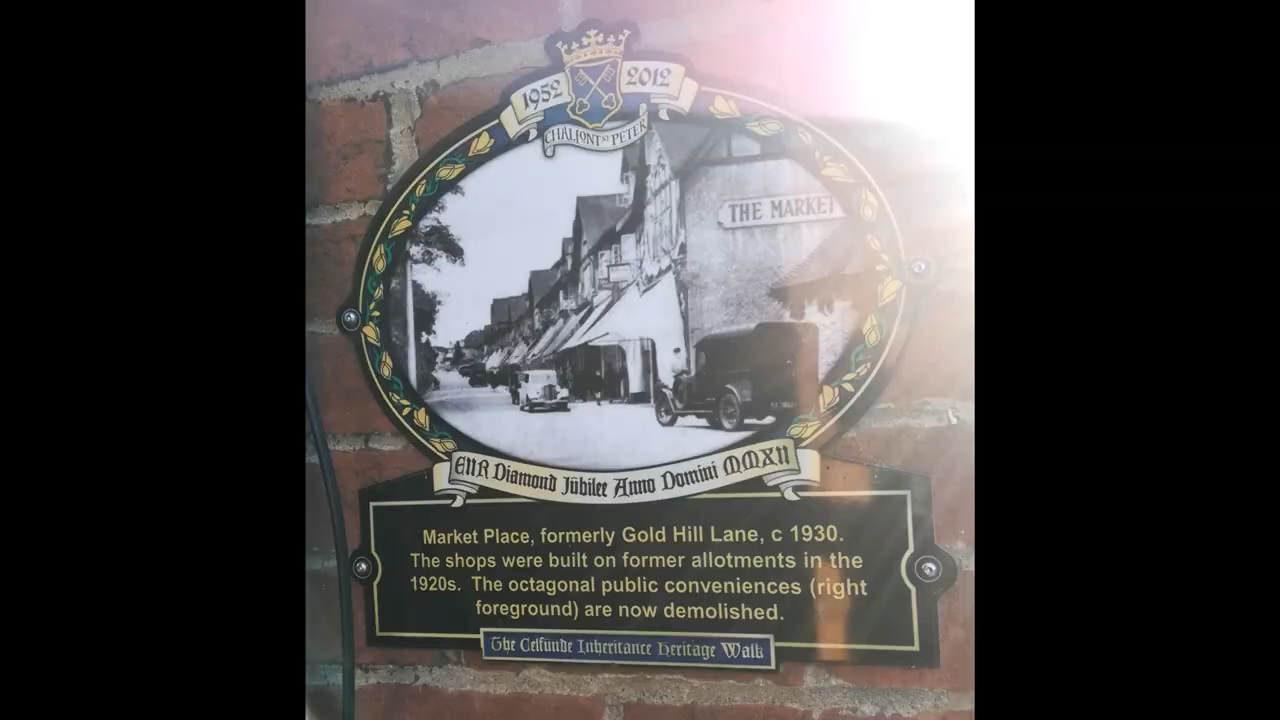 1952 2012
CHALFONT ST PETER
THE MARKET
EIIR Diamond Jubilee Anno Domini MMXII
Market Place, formerly Gold Hill Lane, c 1930.
The shops were built on former allotments in the
1920s. The octagonal public conveniences (right
foreground) are now demolished.
The Celfunde Inheritance Heritage Walk